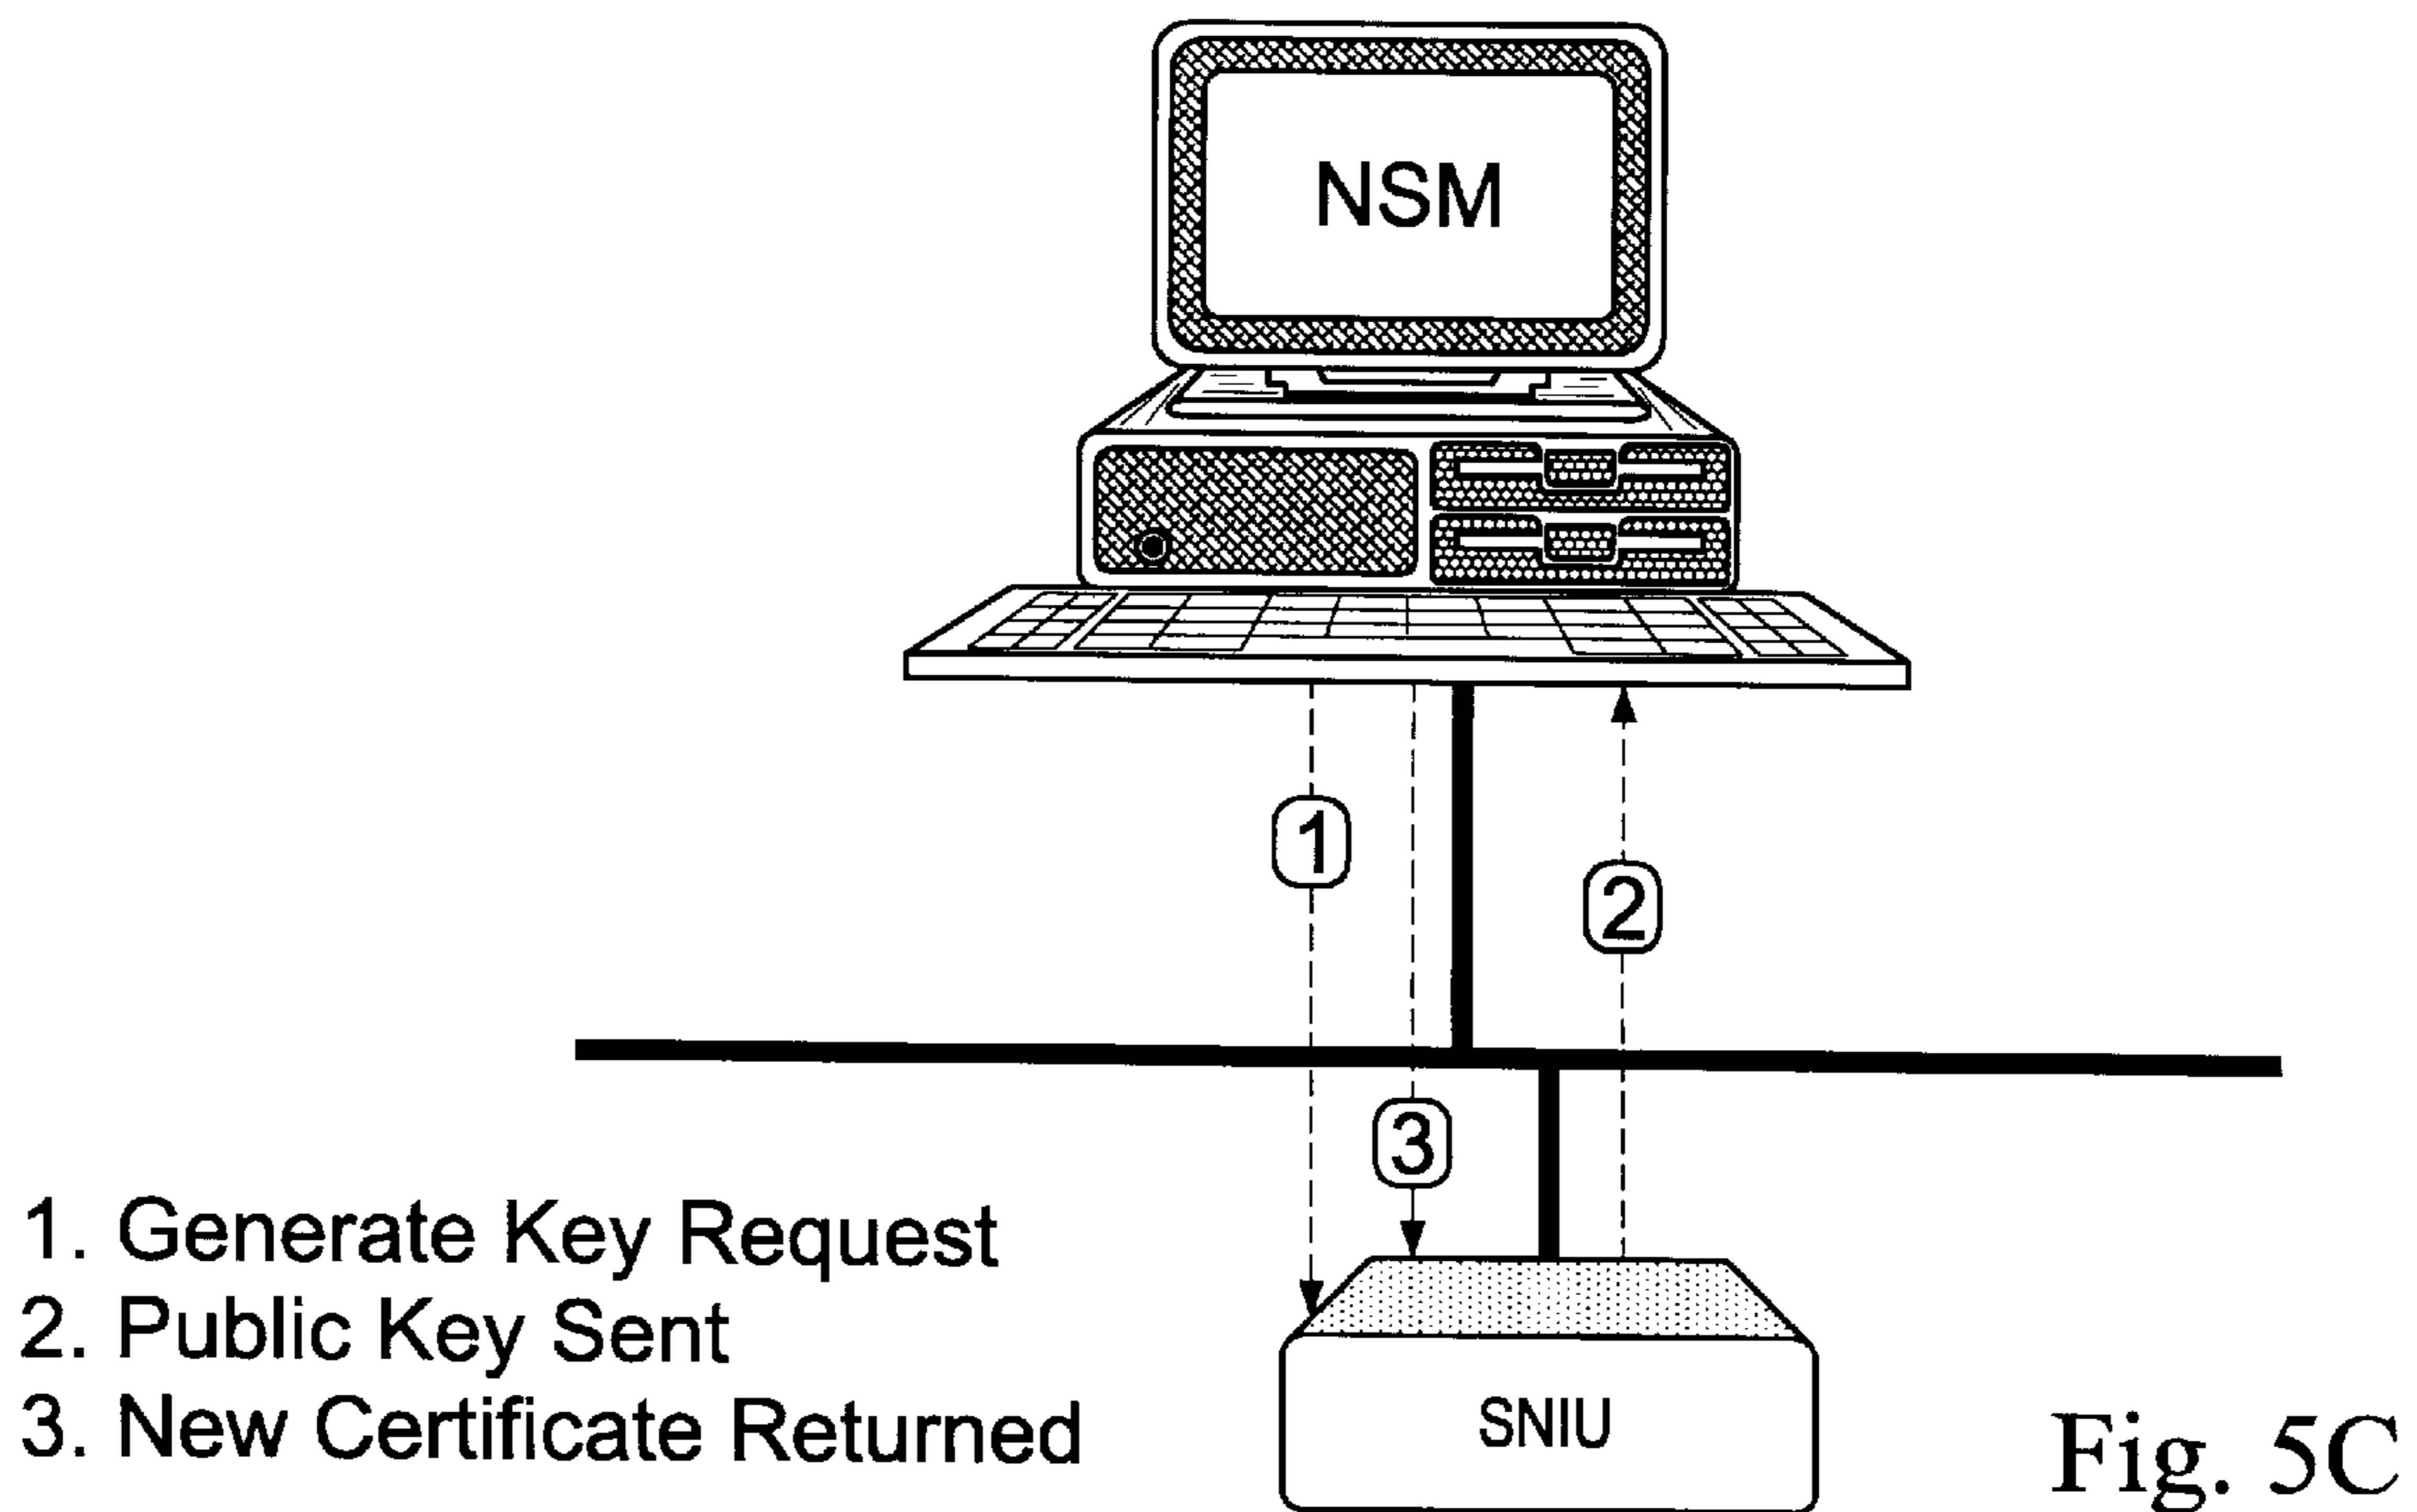 NSM
1
2
3
1. Generate Key Request
2. Public Key Sent
3. New Certificate Returned
SNIU
Fig. 5C